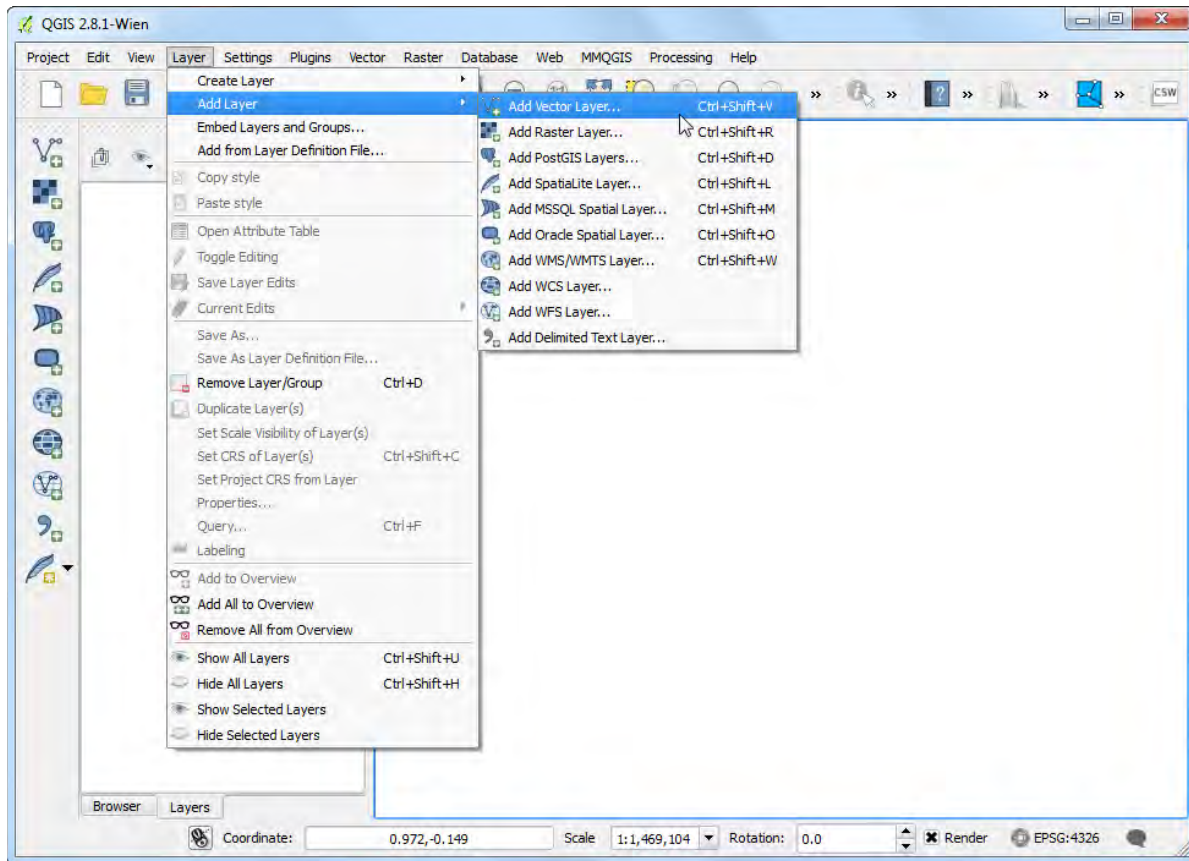 QGIS 2.8.1-Wien
Project Edit View Layer Settings Plugins Vector Raster Database Web MMQGIS Processing Help
Create Layer
Add Layer
Embed Layers and Groups...
Add from Layer Definition File...
Copy style
Paste style
Open Attribute Table
Toggle Editing
Save Layer Edits
Current Edits
Save As...
Save As Layer Definition File...
Remove Layer/Group Ctrl+D
Duplicate Layer(s)
Set Scale Visibility of Layer(s)
Set CRS of Layer(s) Ctrl+Shift+C
Set Project CRS from Layer
Properties...
Query... Ctrl+F
Labeling
Add to Overview
Add All to Overview
Remove All from Overview
Show All Layers Ctrl+Shift+U
Hide All Layers Ctrl+Shift+H
Show Selected Layers
Hide Selected Layers
Add Vector Layer... Ctrl+Shift+V
Add Raster Layer... Ctrl+Shift+R
Add PostGIS Layers... Ctrl+Shift+D
Add SpatiaLite Layer... Ctrl+Shift+L
Add MSSQL Spatial Layer... Ctrl+Shift+M
Add Oracle Spatial Layer... Ctrl+Shift+O
Add WMS/WMTS Layer... Ctrl+Shift+W
Add WCS Layer...
Add WFS Layer...
Add Delimited Text Layer...
CSW
Browser Layers
Coordinate: 0.972,-0.149 Scale 1:1,469,104 Rotation: 0.0 Render EPSG:4326